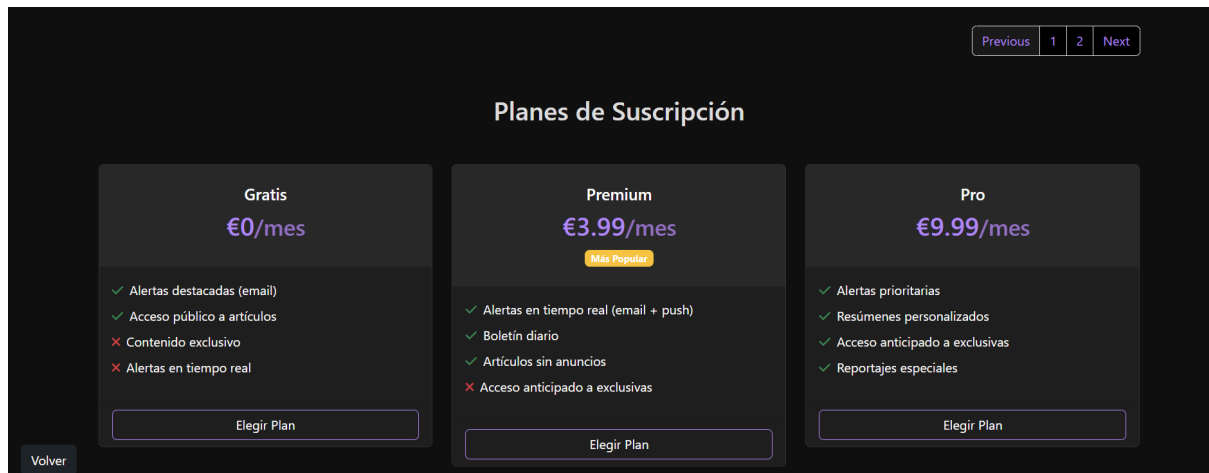 Previous 1 2 Next
Planes de Suscripción
Gratis
€0/mes
Alertas destacadas (email)
Acceso público a artículos
Contenido exclusivo
Alertas en tiempo real
Elegir Plan
Premium
€3.99/mes
Más Popular
Alertas en tiempo real (email + push)
Boletín diario
Artículos sin anuncios
Acceso anticipado a exclusivas
Elegir Plan
Pro
€9.99/mes
Alertas prioritarias
Resúmenes personalizados
Acceso anticipado a exclusivas
Reportajes especiales
Elegir Plan
Volver